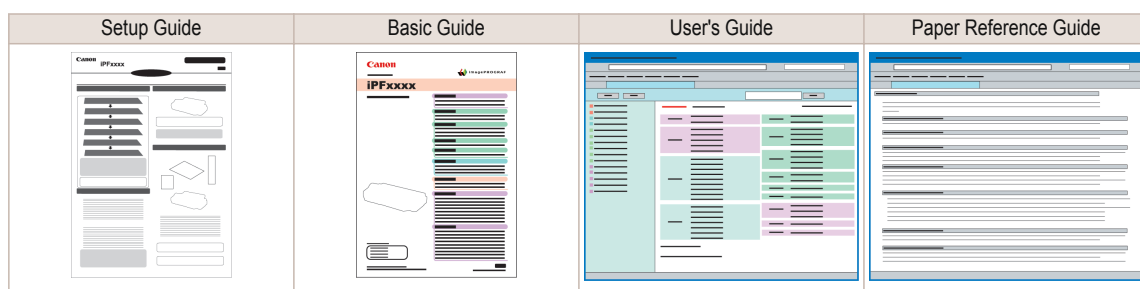 Setup Guide
Basic Guide
User's Guide
Paper Reference Guide
Canon
iPFxxxx
Canon
imagePROGRAF
iPFxxxx